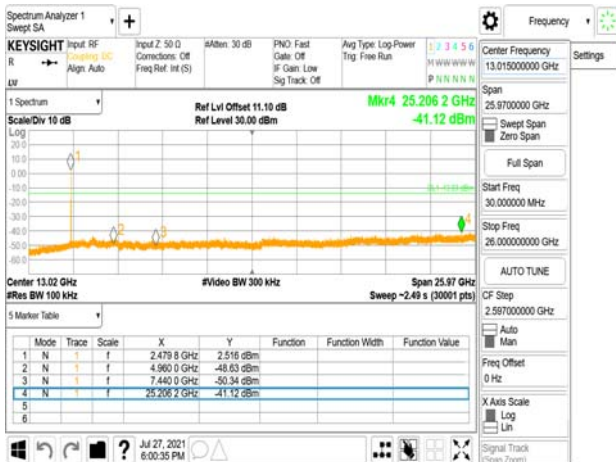 Spectrum Analyzer 1
Swept SA
Frequency
KEYSIGHT
Input: RF
Coupling: DC
Align: Auto
Input Z: 50 Ω
Corrections: Off
Freq Ref: Int (S)
#Atten: 30 dB
PNO: Fast
Gate: Off
IF Gain: Low
Sig Track: Off
Avg Type: Log-Power
Trig: Free Run
1 2 3 4 5 6
M W W W W W
P N N N N N
R
Center Frequency
13.015000000 GHz
Settings
Span
25.9700000 GHz
Swept Span
Zero Span
Full Span
Start Freq
30.000000 MHz
Stop Freq
26.000000000 GHz
AUTO TUNE
CF Step
2.597000000 GHz
Auto
Man
Freq Offset
0 Hz
X Axis Scale
Log
Lin
Signal Track
(Span Zoom)
1 Spectrum
Scale/Div 10 dB
Ref Lvl Offset 11.10 dB
Ref Level 30.00 dBm
Mkr4 25.206 2 GHz
-41.12 dBm
Log
20.0
10.0
0.00
-10.0
-20.0
-30.0
-40.0
-50.0
-60.0
1
2
3
4
Center 13.02 GHz
#Video BW 300 kHz
Span 25.97 GHz
#Res BW 100 kHz
Sweep ~2.49 s (30001 pts)
5 Marker Table
Mode Trace Scale X Y Function Function Width Function Value
1 N 1 f 2.479 8 GHz 2.516 dBm
2 N 1 f 4.960 0 GHz -48.63 dBm
3 N 1 f 7.440 0 GHz -50.34 dBm
4 N 1 f 25.206 2 GHz -41.12 dBm
5
6
Jul 27, 2021
6:00:35 PM